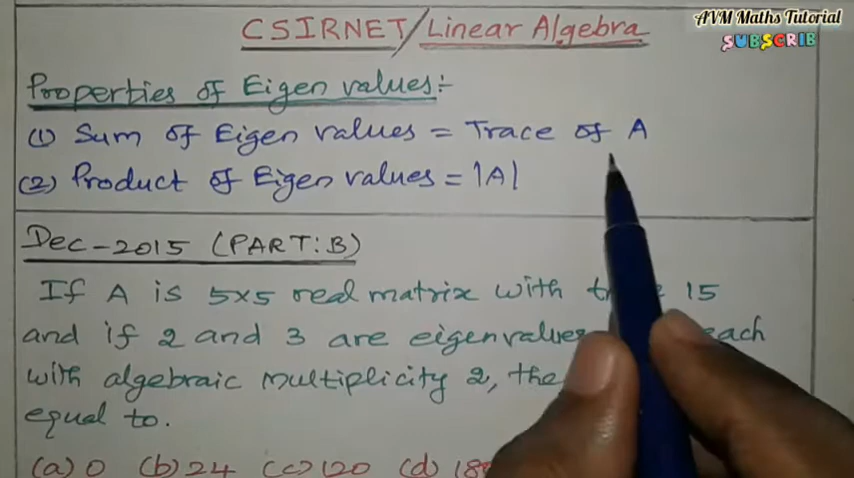 AVM Maths Tutorial
SUBSCRIB
CSIRNET/Linear Algebra
Properties of Eigen values:-
(1) Sum of Eigen values = Trace of A
(2) Product of Eigen values = |A|
Dec-2015 (PART:B)
If A is 5x5 real matrix with 15
and if 2 and 3 are eigenvalues each
with algebraic multiplicity 2,
equal to.
(a) 0 (b) 24 (c) 120 (d)